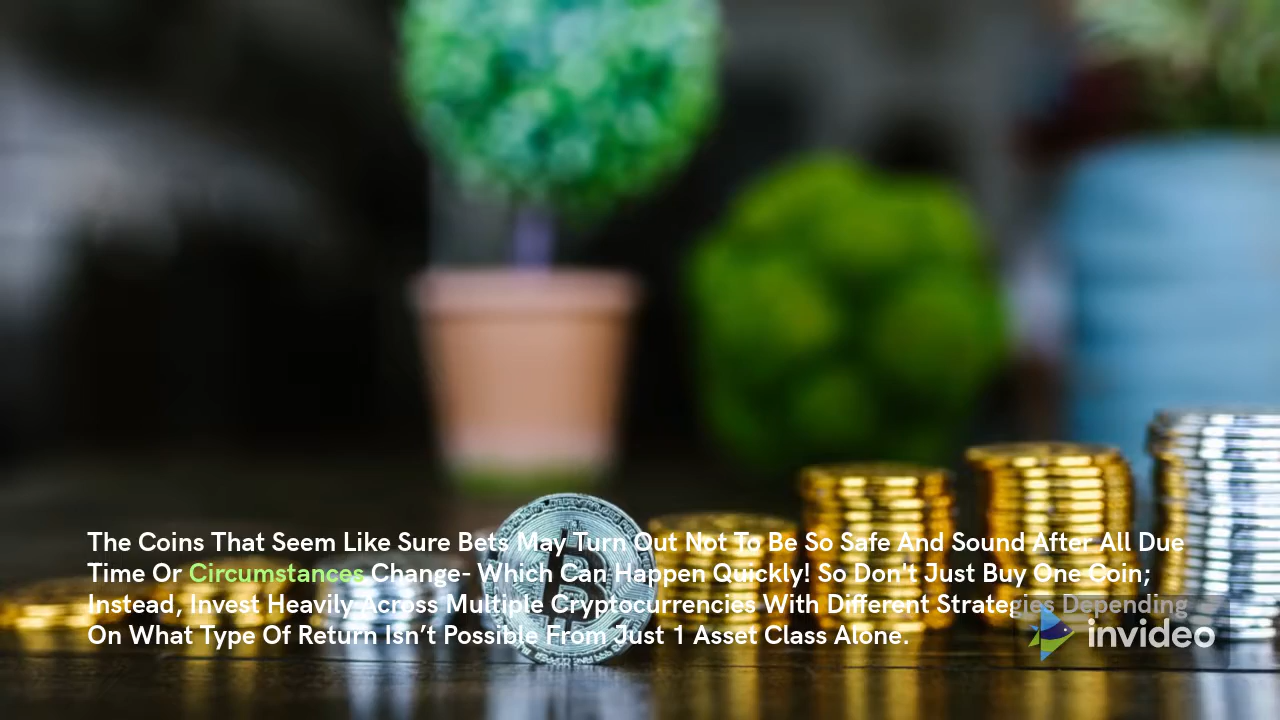 The Coins That Seem Like Sure Bets May Turn Out Not To Be So Safe And Sound After All Due
Time Or Circumstances Change- Which Can Happen Quickly! So Don't Just Buy One Coin;
Instead, Invest Heavily Across Multiple Cryptocurrencies With Different Strategies Depending
On What Type Of Return Isn’t Possible From Just 1 Asset Class Alone.
invideo